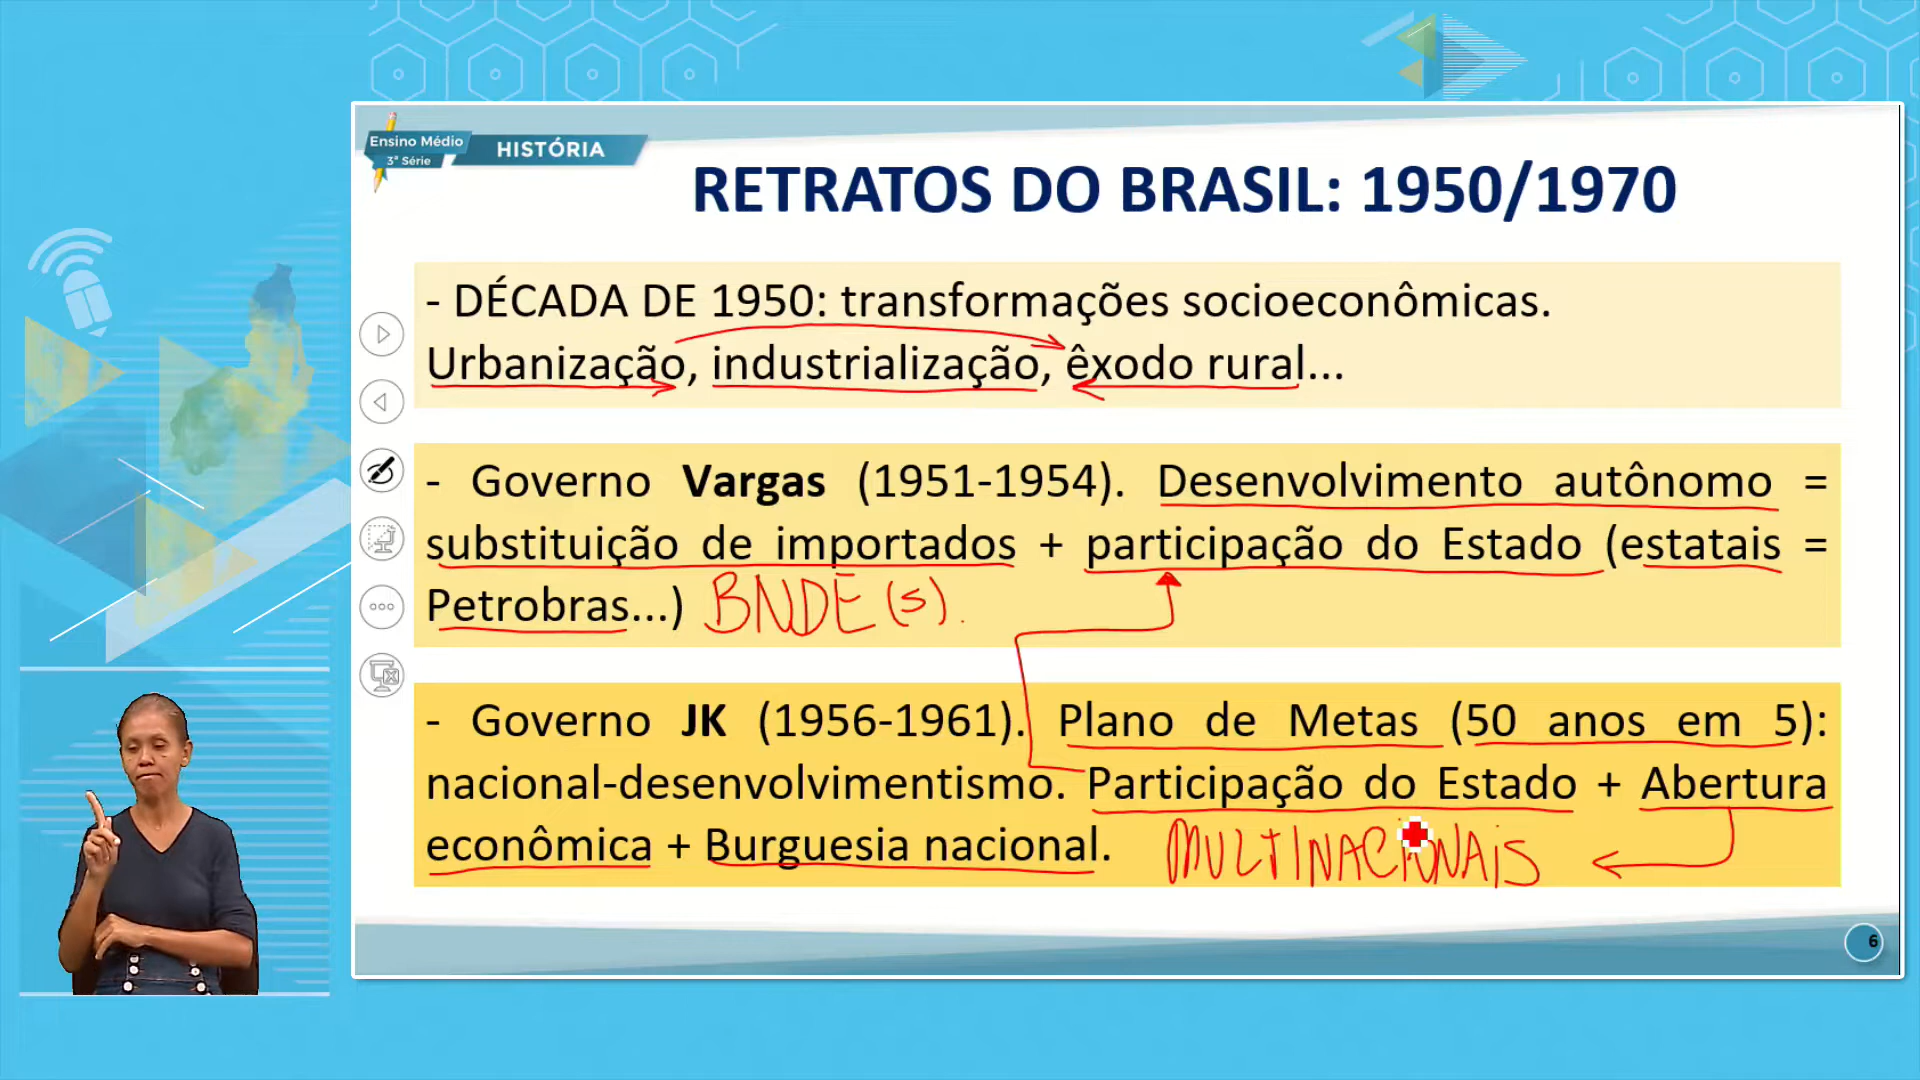 Ensino Médio
3ª Série
HISTÓRIA
RETRATOS DO BRASIL: 1950/1970
- DÉCADA DE 1950: transformações socioeconômicas.
Urbanização, industrialização, êxodo rural...
- Governo Vargas (1951-1954). Desenvolvimento autônomo =
substituição de importados + participação do Estado (estatais =
Petrobras...) BNDE(s).
- Governo JK (1956-1961). Plano de Metas (50 anos em 5):
nacional-desenvolvimentismo. Participação do Estado + Abertura
econômica + Burguesia nacional. MULTINACIONAIS
6